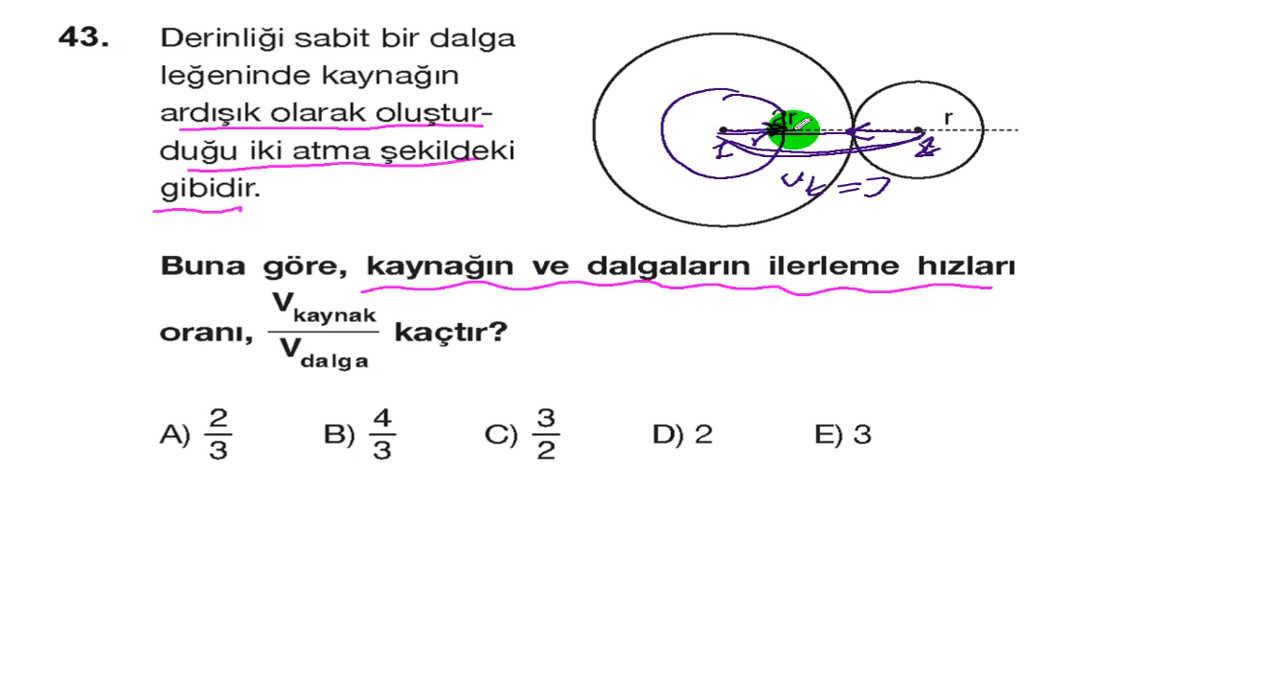 43. Derinliği sabit bir dalga
leğeninde kaynağın
ardışık olarak oluştur-
duğu iki atma şekildeki
gibidir.
r
r
Buna göre, kaynağın ve dalgaların ilerleme hızları
oranı, Vkaynak / Vdalga kaçtır?
A) 2/3 B) 4/3 C) 3/2 D) 2 E) 3